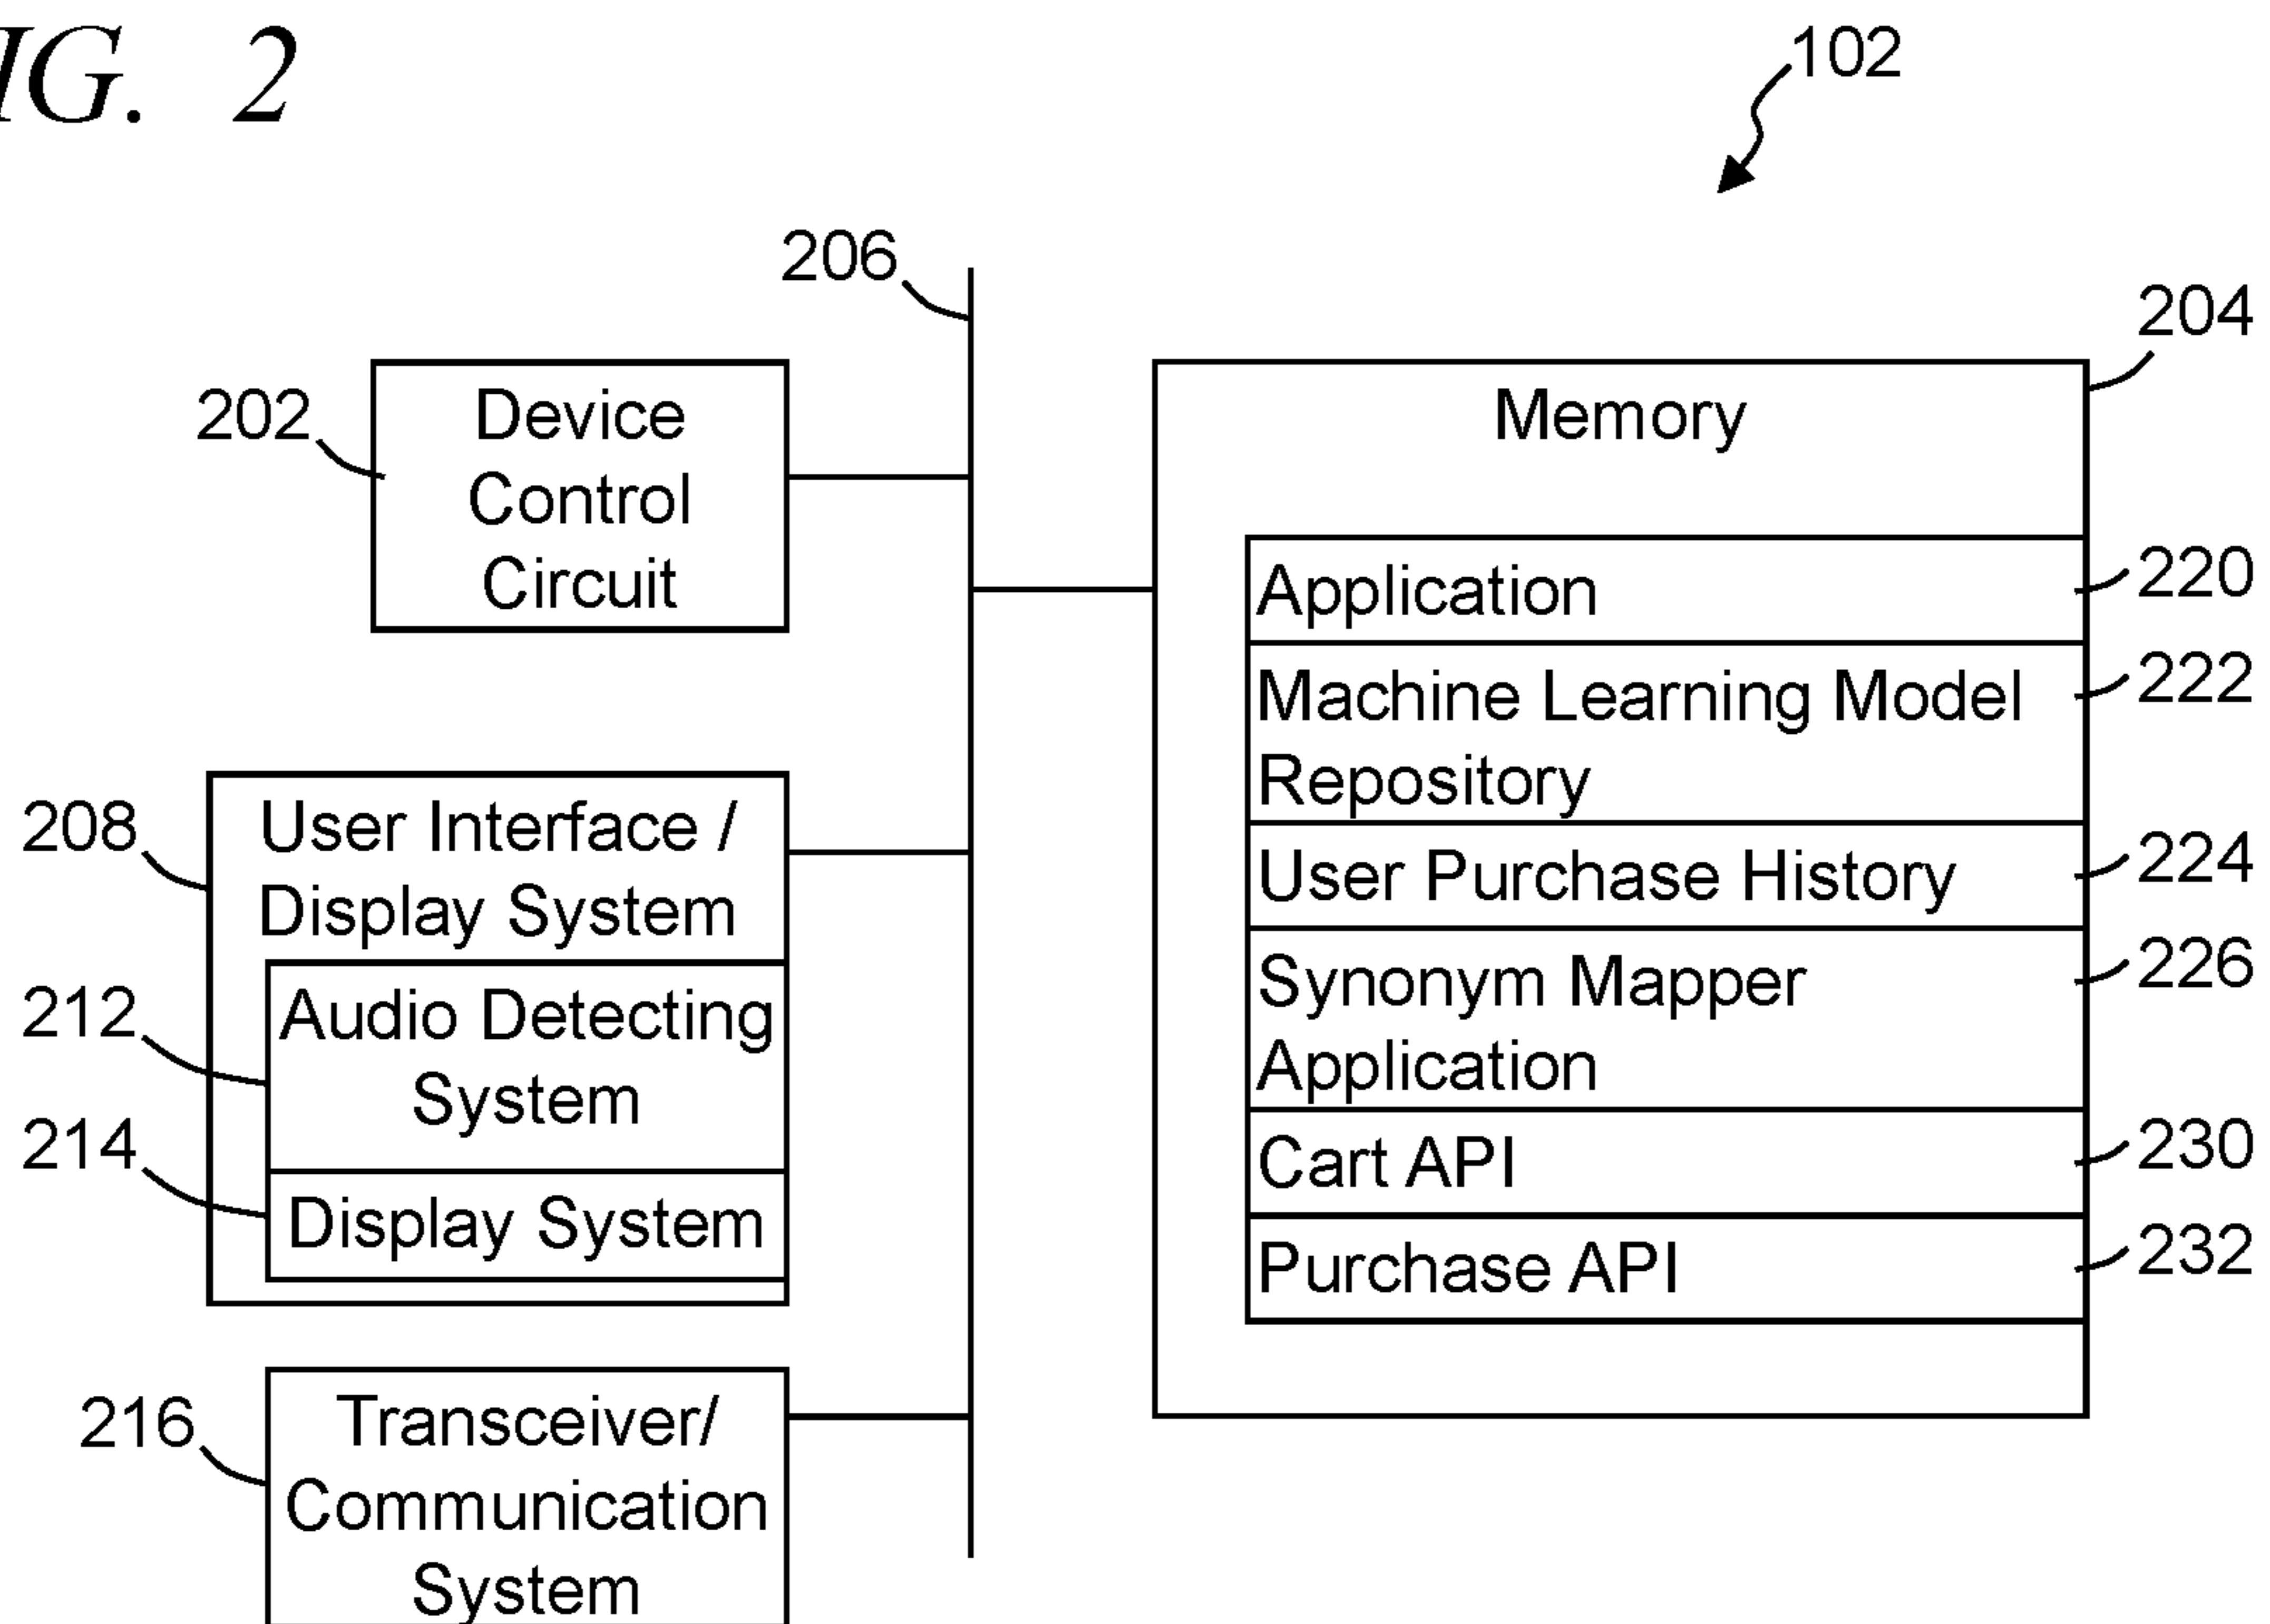 IG. 2
102
206
204
202
Device
Control
Circuit
Memory
Application
220
Machine Learning Model
Repository
222
User Purchase History
224
Synonym Mapper
Application
226
Cart API
230
Purchase API
232
208
User Interface /
Display System
212
Audio Detecting
System
214
Display System
216
Transceiver/
Communication
System